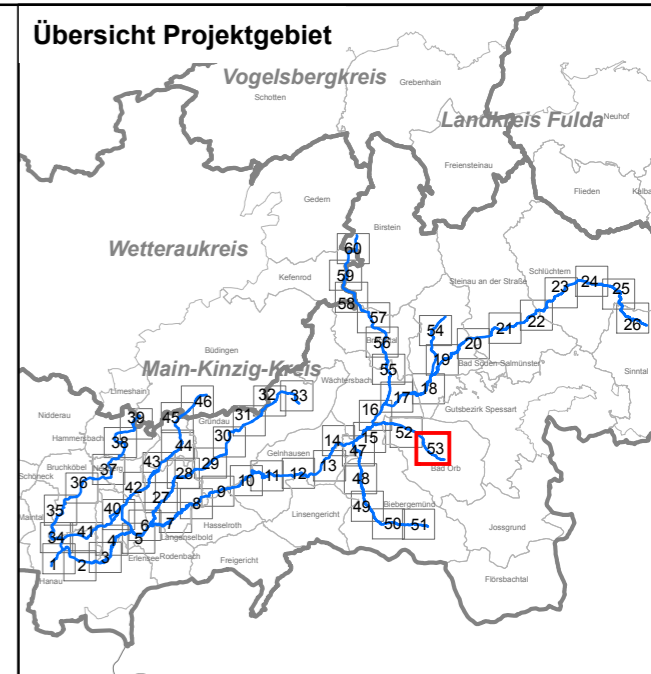 Übersicht Projektgebiet
Vogelsbergkreis
Grebenhain
Schotten
Landkreis Fulda
Neuhof
Freiensteinau
Flieden
Kalba
Gedern
Birstein
Wetteraukreis
60
Kefenrod
59
Steinau an der Straße
Schlüchtern
23
24
25
58
57
22
26
54
21
Büdingen
56
20
Sinntal
Main-Kinzig-Kreis
19
Bad Soden-Salmünster
55
Limeshain
46
32
33
Wächtersbach
18
17
Nidderau
39
45
31
Gründau
16
Gutsbezirk Spessart
Hammersbach
38
44
30
14
15
52
53
Schöneck
Bruchköbel
37
43
29
Gelnhausen
47
Bad Orb
36
28
10
11
12
13
48
42
27
9
Linsengericht
Biebergemünd
35
40
8
Hasselroth
49
Maintal
41
6
7
50
51
Jossgrund
34
4
5
Langenselbold
Erlensee
Rodenbach
Freigericht
1
2
3
Hanau
Flörsbachtal